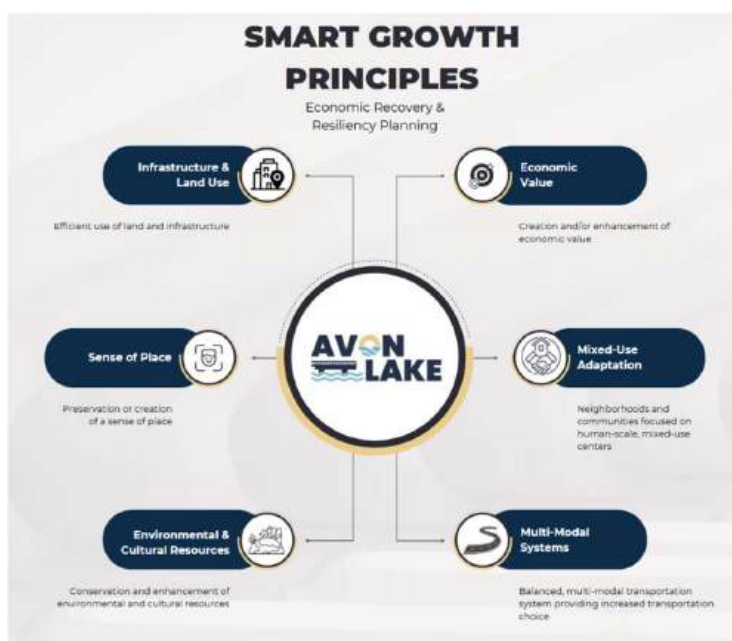 SMART GROWTH
PRINCIPLES
Economic Recovery &
Resiliency Planning
Infrastructure &
Land Use
Efficient use of land and infrastructure
Economic
Value
Creation and/or enhancement of
economic value
AVON
LAKE
Sense of Place
Preservation or creation
of a sense of place
Mixed-Use
Adaptation
Neighborhoods and
communities focused on
human-scale, mixed-use
centers
Environmental &
Cultural Resources
Conservation and enhancement of
environmental and cultural resources
Multi-Modal
Systems
Balanced, multi-modal transportation
system providing increased transportation
choice